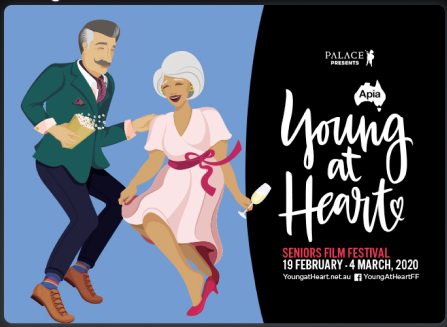 PALACE
PRESENTS
Apia
Young
at
Heart
SENIORS FILM FESTIVAL
19 FEBRUARY - 4 MARCH, 2020
YoungatHeart.net.au YoungAtHeartFF